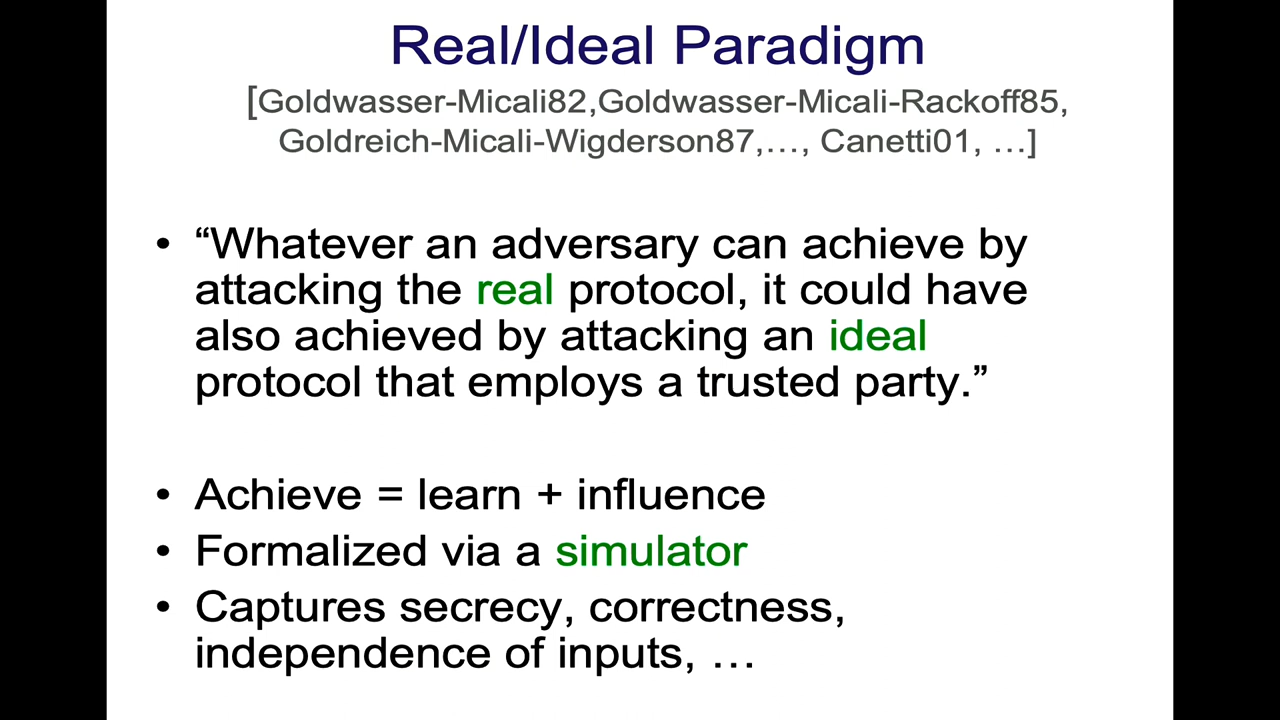 Real/Ideal Paradigm
[Goldwasser-Micali82,Goldwasser-Micali-Rackoff85,
Goldreich-Micali-Wigderson87,…, Canetti01, …]
• “Whatever an adversary can achieve by
attacking the real protocol, it could have
also achieved by attacking an ideal
protocol that employs a trusted party.”
• Achieve = learn + influence
• Formalized via a simulator
• Captures secrecy, correctness,
independence of inputs, …